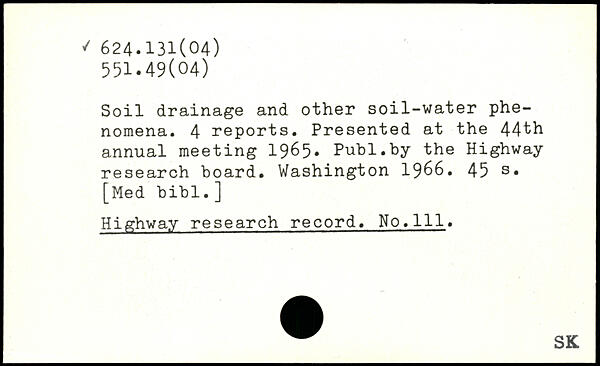 ✓ 624.131(04)
551.49(04)
Soil drainage and other soil-water phe-
nomena. 4 reports. Presented at the 44th
annual meeting 1965. Publ.by the Highway
research board. Washington 1966. 45 s.
[Med bibl.]
Highway research record. No.111.
SK